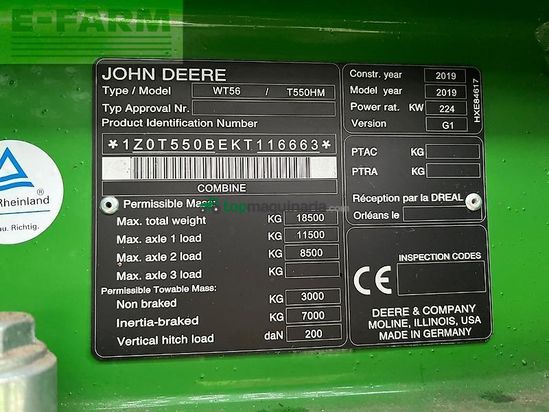 E-FARM
JOHN DEERE
Type / Model WT56 / T550HM
Typ Approval Nr.
Product Identification Number
*1Z0T550BEKT116663*
COMBINE
Permissible Mass
topmaquinaria.com
Max. total weight KG 18500
Max. axle 1 load KG 11500
Max. axle 2 load KG 8500
Max. axle 3 load KG
Permissible Towable Mass:
Non braked KG 3000
Inertia-braked KG 7000
Vertical hitch load daN 200
Constr. year 2019
Model year 2019
Power rat. KW 224
Version G1
HXE84617
PTAC KG
PTRA KG
Réception par la DREAL
Orléans le
CE INSPECTION CODES
DEERE & COMPANY
MOLINE, ILLINOIS, USA
MADE IN GERMANY
Rheinland
au. Richtig.